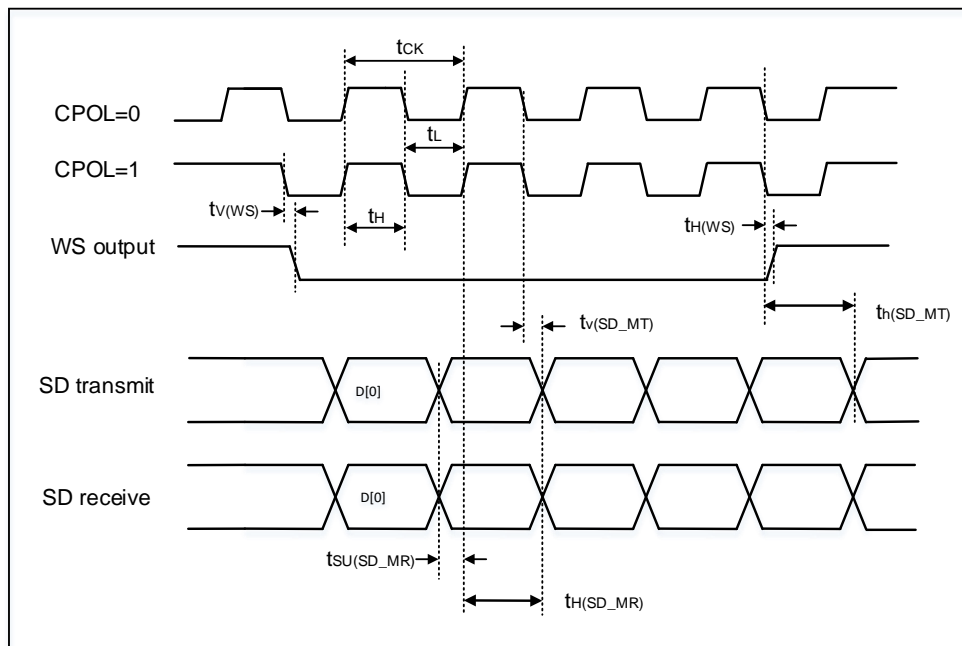 tCK
CPOL=0
tL
CPOL=1
tV(WS)
tH
tH(WS)
WS output
tv(SD_MT)
th(SD_MT)
SD transmit
D[0]
SD receive
D[0]
tSU(SD_MR)
tH(SD_MR)